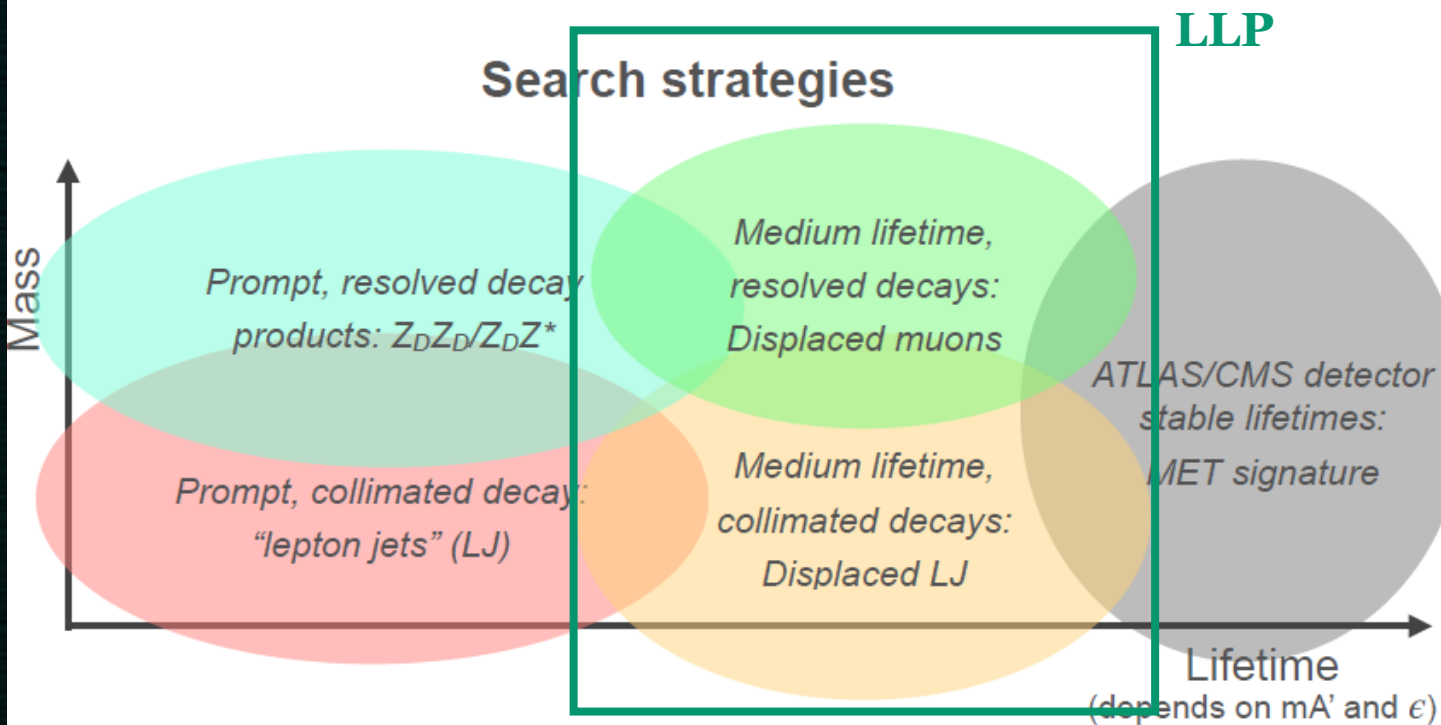 LLP
Search strategies
Mass
Prompt, resolved decay
products: Z_DZ_D/Z_DZ*
Medium lifetime,
resolved decays:
Displaced muons
ATLAS/CMS detector
stable lifetimes:
MET signature
Prompt, collimated decay:
“lepton jets” (LJ)
Medium lifetime,
collimated decays:
Displaced LJ
Lifetime
(depends on mA' and ϵ)